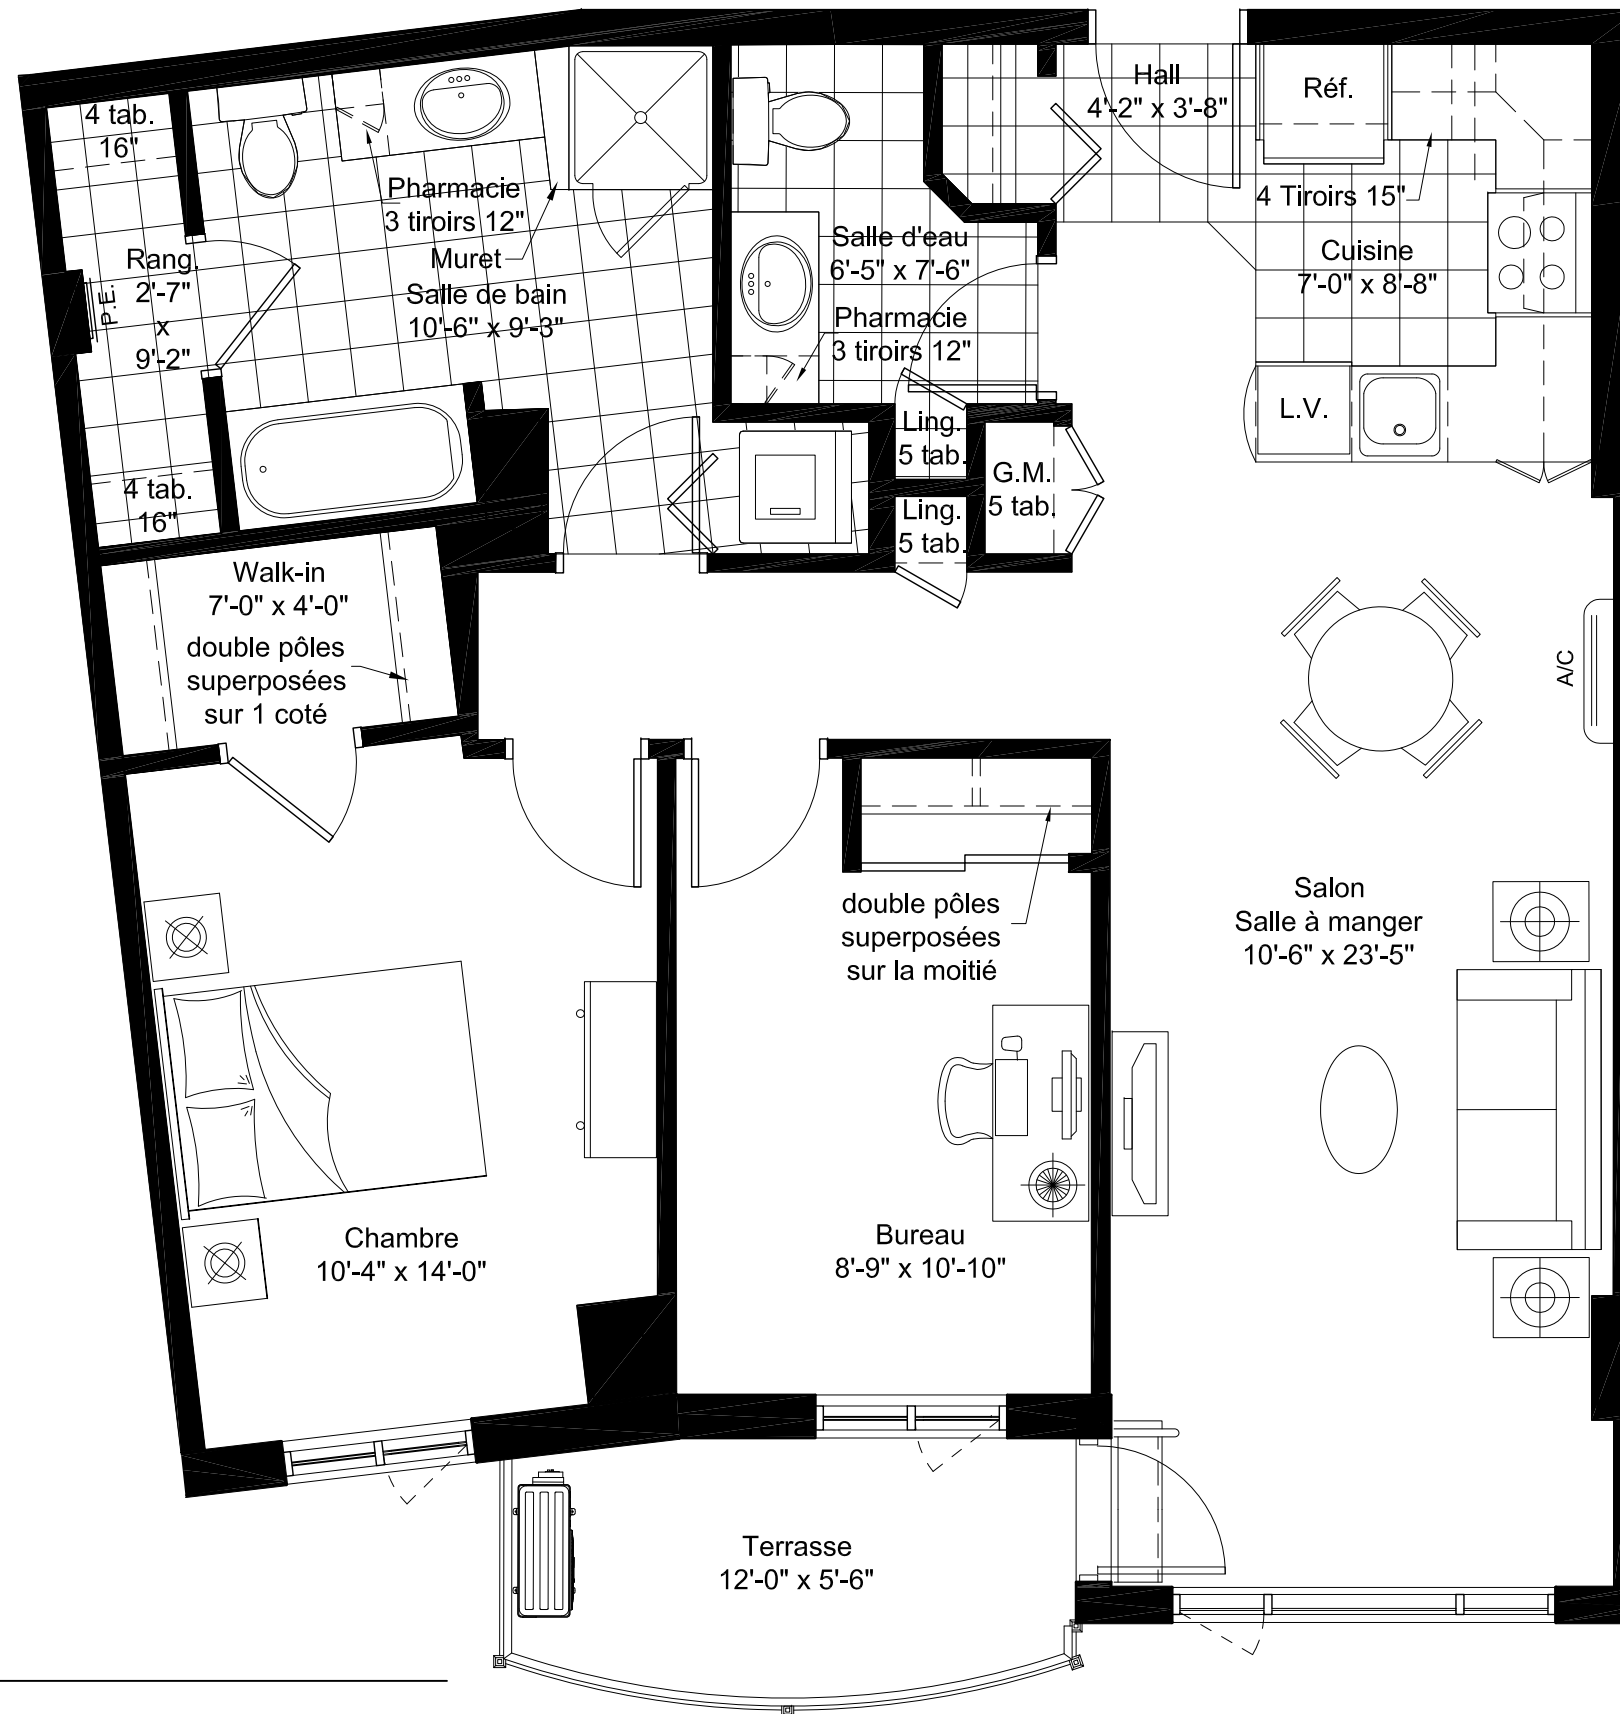 4 tab.
16"
Pharmacie
3 tiroirs 12"
Muret
Salle de bain
10'-6" x 9'-3"
Rang.
2'-7"
x
9'-2"
P.E.
4 tab.
16"
Hall
4'-2" x 3'-8"
Réf.
4 Tiroirs 15"
Cuisine
7'-0" x 8'-8"
Salle d'eau
6'-5" x 7'-6"
Pharmacie
3 tiroirs 12"
L.V.
Ling.
5 tab.
G.M.
5 tab.
Ling.
5 tab.
Walk-in
7'-0" x 4'-0"
double pôles
superposées
sur 1 coté
A/C
double pôles
superposées
sur la moitié
Salon
Salle à manger
10'-6" x 23'-5"
Chambre
10'-4" x 14'-0"
Bureau
8'-9" x 10'-10"
Terrasse
12'-0" x 5'-6"